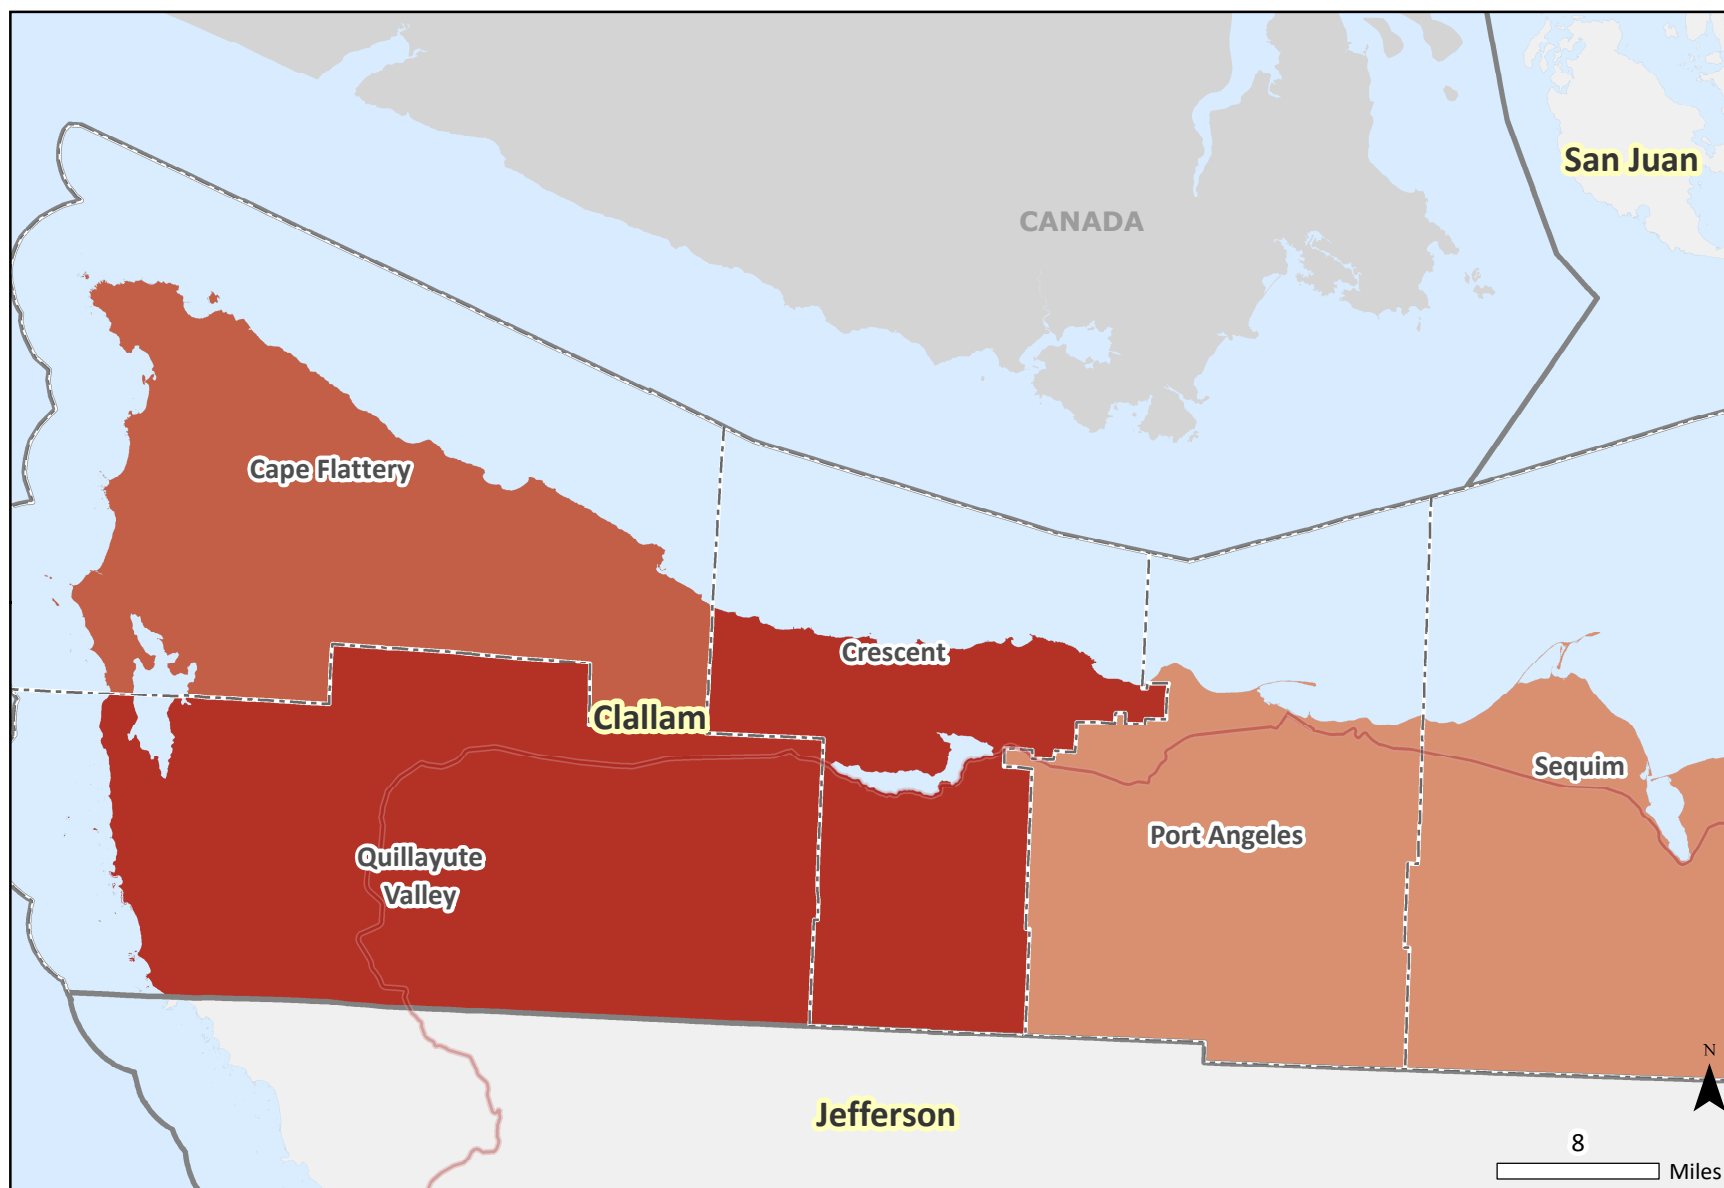 San Juan
CANADA
Cape Flattery
Crescent
Clallam
Sequim
Port Angeles
Quillayute
Valley
N
Jefferson
8
Miles